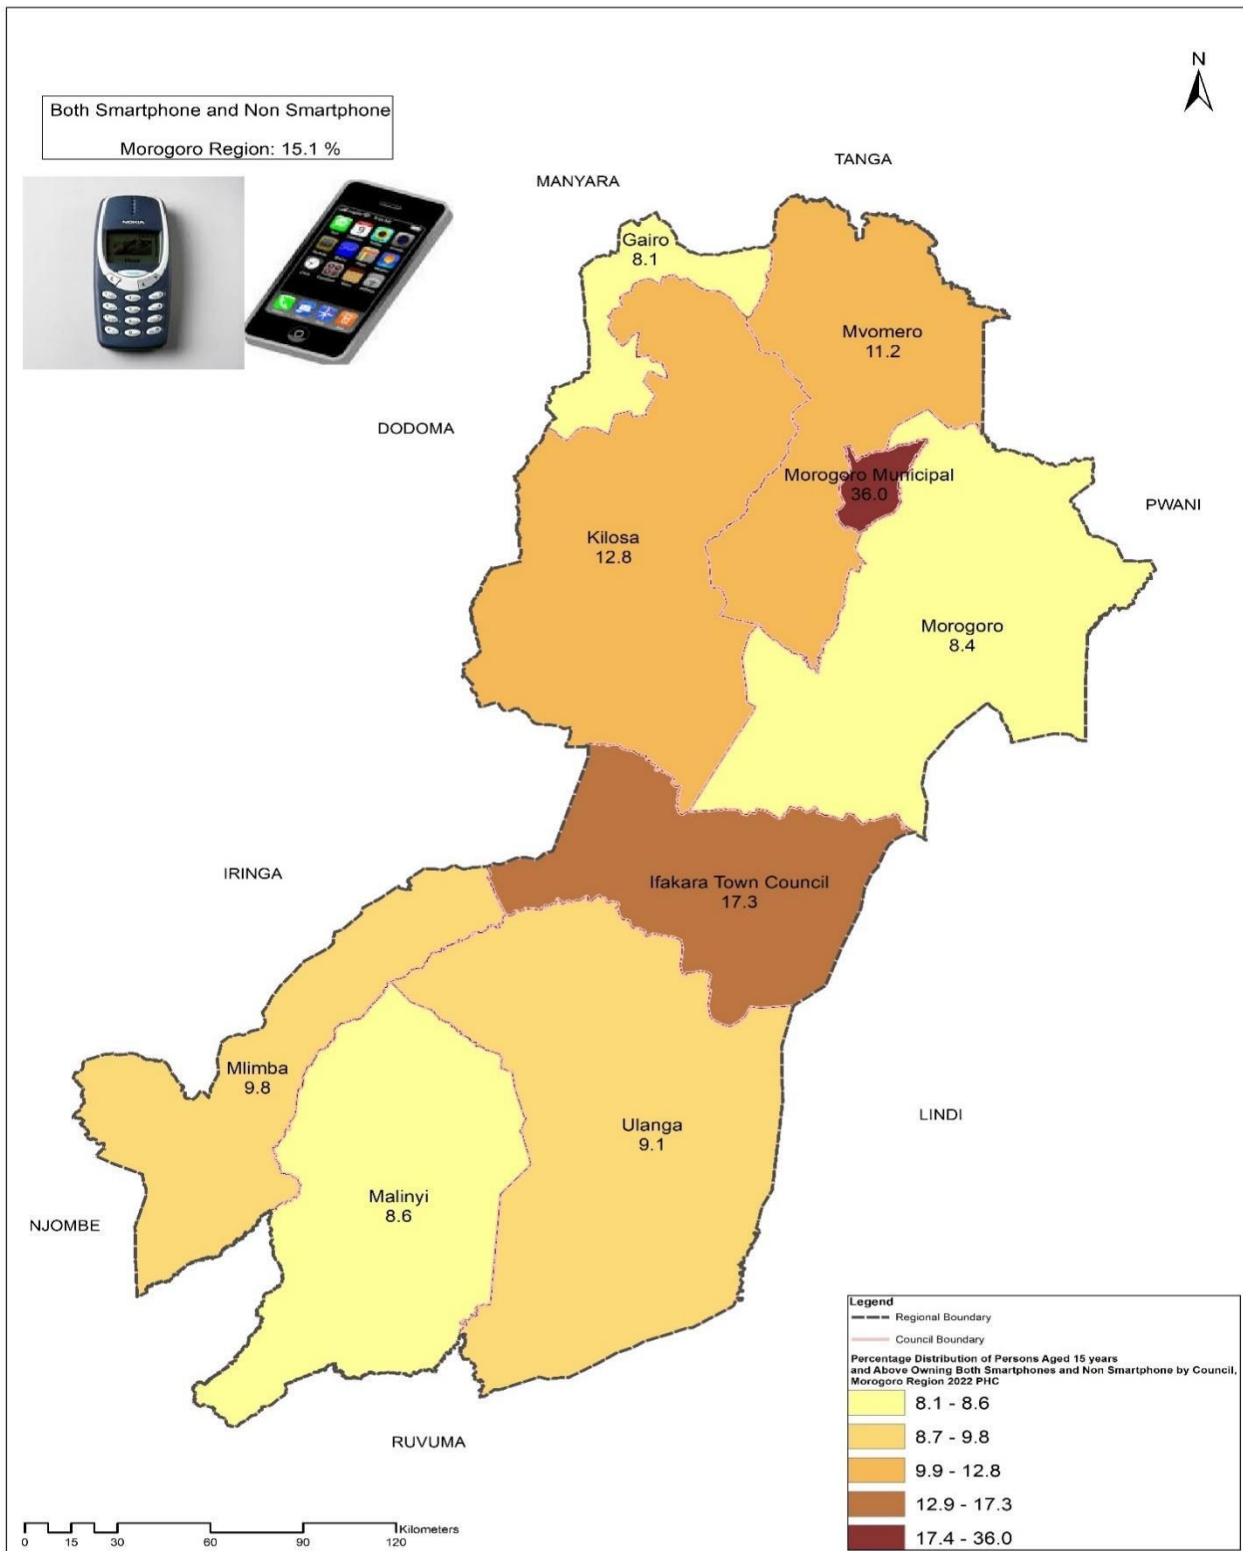 N
Both Smartphone and Non Smartphone
Morogoro Region: 15.1 %
NOKIA
TANGA
MANYARA
Gairo
8.1
Mvomero
11.2
DODOMA
Morogoro Municipal
36.0
PWANI
Kilosa
12.8
Morogoro
8.4
IRINGA
Ifakara Town Council
17.3
Mlimba
9.8
LINDI
Ulanga
9.1
Malinyi
8.6
NJOMBE
RUVUMA
Legend
Regional Boundary
Council Boundary
Percentage Distribution of Persons Aged 15 years
and Above Owning Both Smartphones and Non Smartphone by Council,
Morogoro Region 2022 PHC
8.1 - 8.6
8.7 - 9.8
9.9 - 12.8
12.9 - 17.3
17.4 - 36.0
Kilometers
0 15 30 60 90 120